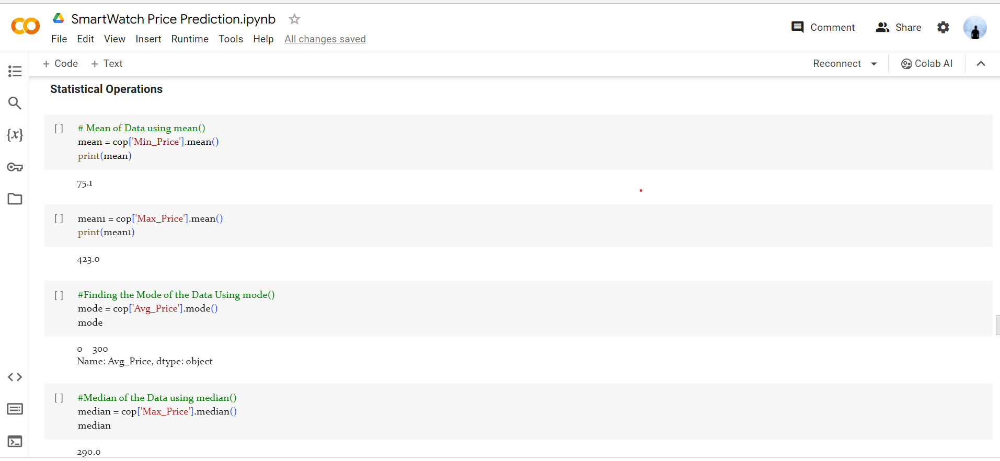 SmartWatch Price Prediction.ipynb
File Edit View Insert Runtime Tools Help All changes saved
Comment Share
+ Code + Text
Reconnect Colab AI
Statistical Operations
[ ] # Mean of Data using mean()
mean = cop['Min_Price'].mean()
print(mean)
75.1
[ ] mean1 = cop['Max_Price'].mean()
print(mean1)
423.0
[ ] #Finding the Mode of the Data Using mode()
mode = cop['Avg_Price'].mode()
mode
0 300
Name: Avg_Price, dtype: object
[ ] #Median of the Data using median()
median = cop['Max_Price'].median()
median
290.0